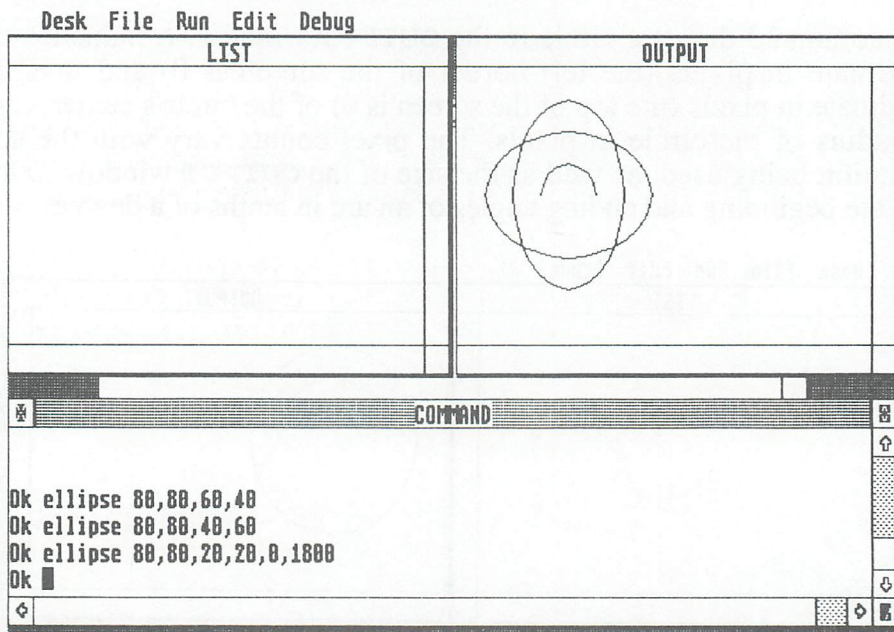 Desk File Run Edit Debug
LIST
OUTPUT
COMMAND
Ok ellipse 80,80,60,40
Ok ellipse 80,80,40,60
Ok ellipse 80,80,20,20,0,1800
Ok